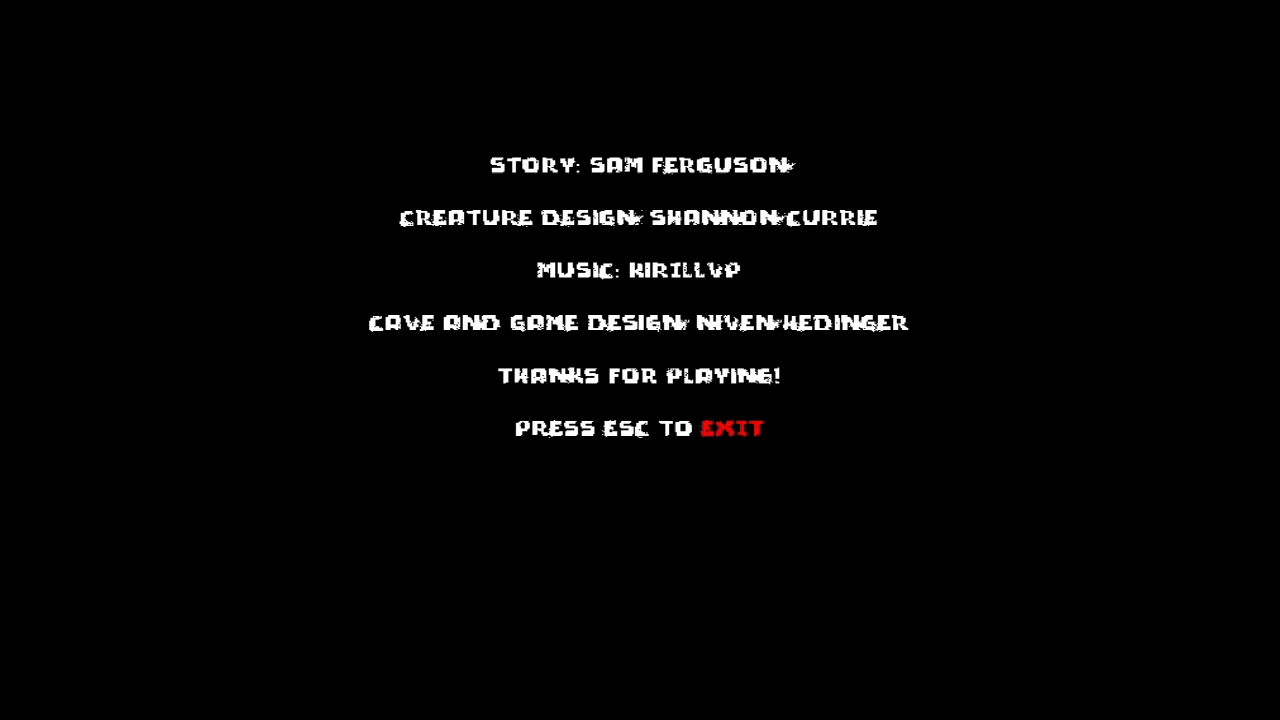 STORY: SAM FERGUSON
CREATURE DESIGN: SHANNON CURRIE
MUSIC: KIRILLVP
CAVE AND GAME DESIGN: NIVEN HEDINGER
THANKS FOR PLAYING!
PRESS ESC TO EXIT